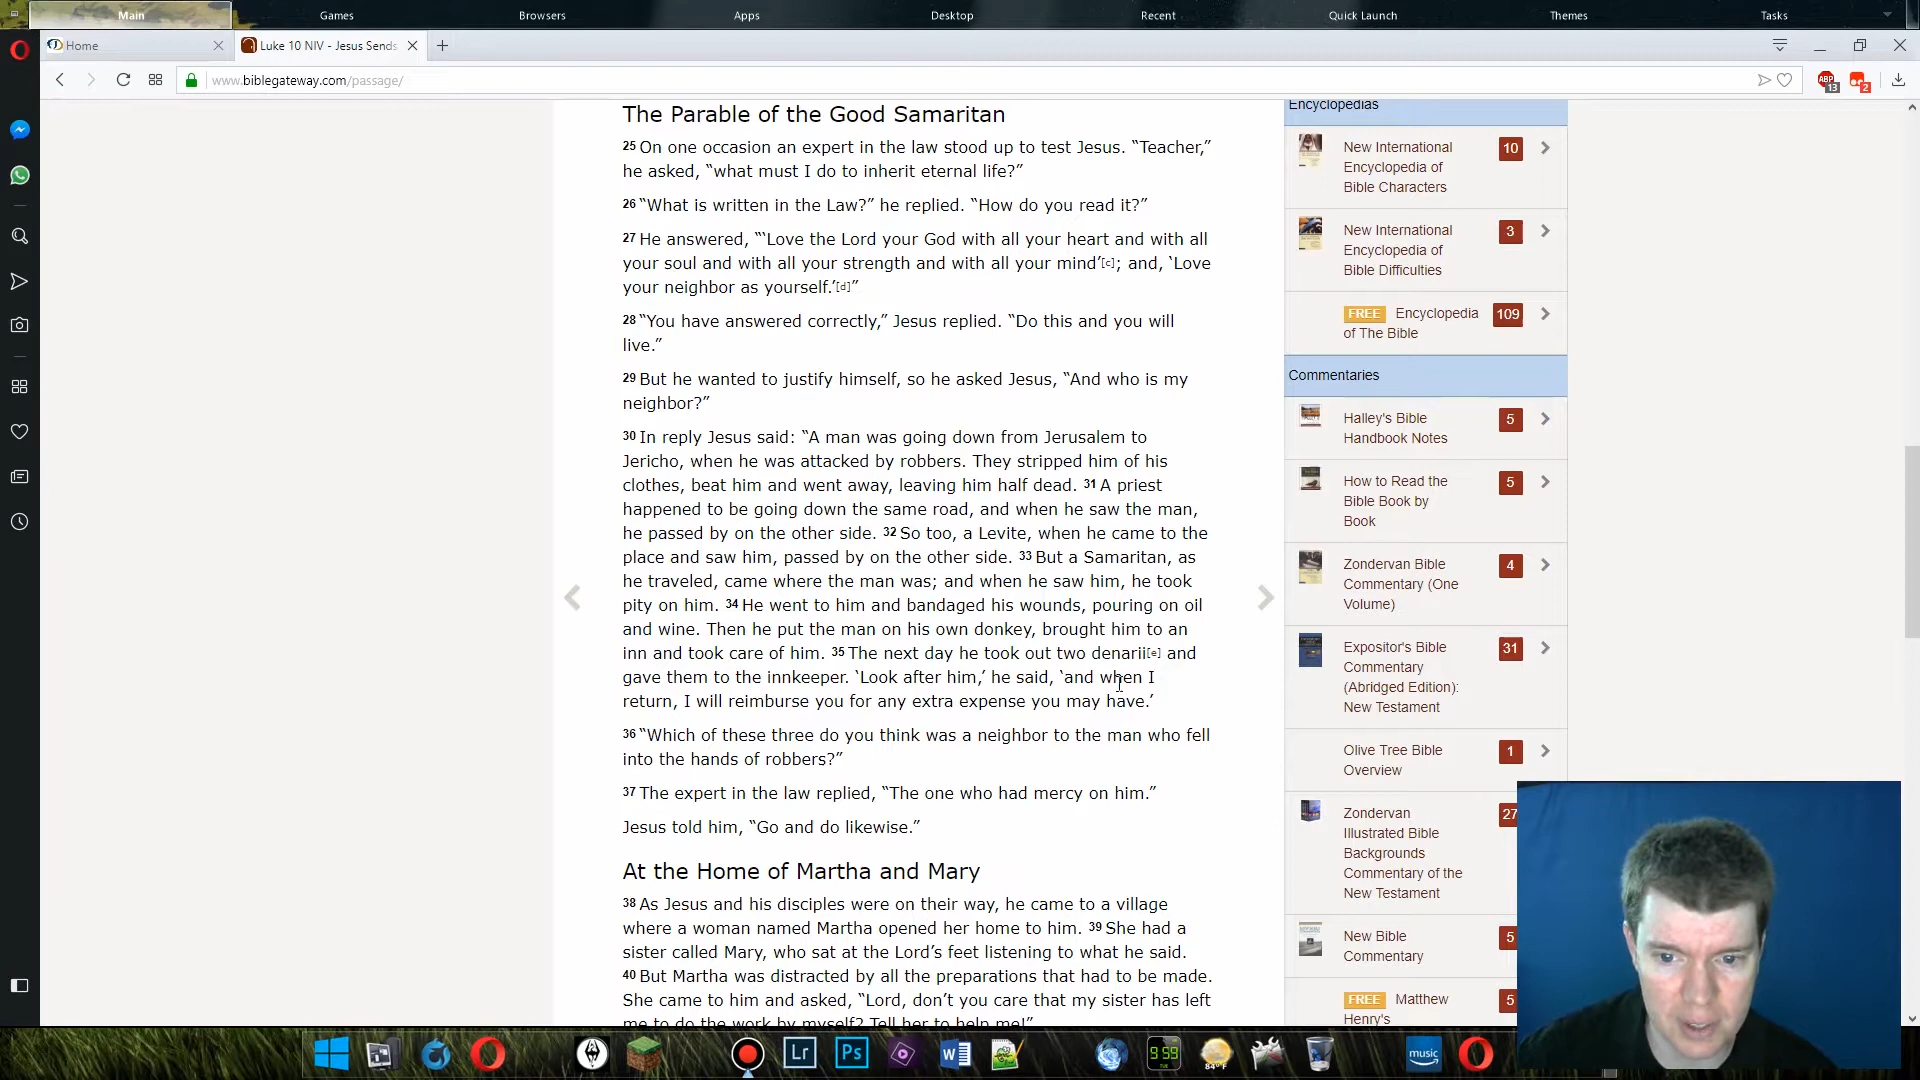 Main Games Browsers Apps Desktop Recent Quick Launch Themes Tasks
Home Luke 10 NIV - Jesus Sends
www.biblegateway.com/passage/
ABP 13 2
The Parable of the Good Samaritan
25 On one occasion an expert in the law stood up to test Jesus. “Teacher,”
he asked, “what must I do to inherit eternal life?”
26 “What is written in the Law?” he replied. “How do you read it?”
27 He answered, “‘Love the Lord your God with all your heart and with all
your soul and with all your strength and with all your mind’[c]; and, ‘Love
your neighbor as yourself.’[d]”
28 “You have answered correctly,” Jesus replied. “Do this and you will
live.”
29 But he wanted to justify himself, so he asked Jesus, “And who is my
neighbor?”
30 In reply Jesus said: “A man was going down from Jerusalem to
Jericho, when he was attacked by robbers. They stripped him of his
clothes, beat him and went away, leaving him half dead. 31 A priest
happened to be going down the same road, and when he saw the man,
he passed by on the other side. 32 So too, a Levite, when he came to the
place and saw him, passed by on the other side. 33 But a Samaritan, as
he traveled, came where the man was; and when he saw him, he took
pity on him. 34 He went to him and bandaged his wounds, pouring on oil
and wine. Then he put the man on his own donkey, brought him to an
inn and took care of him. 35 The next day he took out two denarii[e] and
gave them to the innkeeper. ‘Look after him,’ he said, ‘and when I
return, I will reimburse you for any extra expense you may have.’
36 “Which of these three do you think was a neighbor to the man who fell
into the hands of robbers?”
37 The expert in the law replied, “The one who had mercy on him.”
Jesus told him, “Go and do likewise.”
At the Home of Martha and Mary
38 As Jesus and his disciples were on their way, he came to a village
where a woman named Martha opened her home to him. 39 She had a
sister called Mary, who sat at the Lord’s feet listening to what he said.
40 But Martha was distracted by all the preparations that had to be made.
She came to him and asked, “Lord, don’t you care that my sister has left
me to do the work by myself? Tell her to help me!”
Encyclopedias
New International 10
Encyclopedia of
Bible Characters
New International 3
Encyclopedia of
Bible Difficulties
FREE Encyclopedia 109
of The Bible
Commentaries
Halley's Bible 5
Handbook Notes
How to Read the 5
Bible Book by
Book
Zondervan Bible 4
Commentary (One
Volume)
Expositor's Bible 31
Commentary
(Abridged Edition):
New Testament
Olive Tree Bible 1
Overview
Zondervan 27
Illustrated Bible
Backgrounds
Commentary of the
New Testament
New Bible 5
Commentary
FREE Matthew 5
Henry's
Lr Ps W 9:59 84°F music